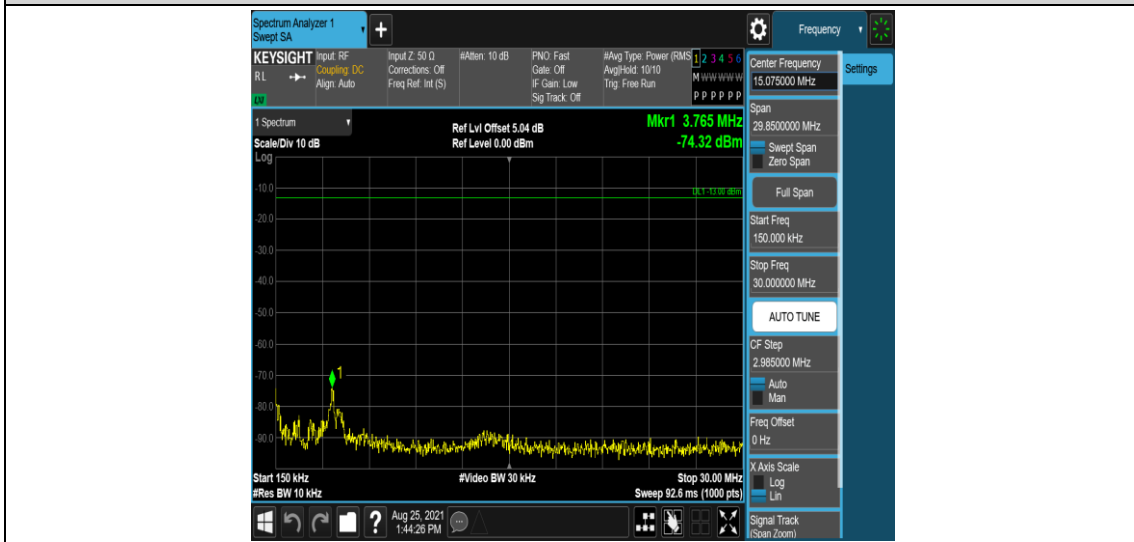 Spectrum Analyzer 1
Swept SA
Frequency
KEYSIGHT
RL
Input: RF
Coupling: DC
Align: Auto
Input Z: 50 Ω
Corrections: Off
Freq Ref: Int (S)
#Atten: 10 dB
PNO: Fast
Gate: Off
IF Gain: Low
Sig Track: Off
#Avg Type: Power (RMS
Avg|Hold: 10/10
Trig: Free Run
1 2 3 4 5 6
M W W W W W
P P P P P P
LXI
1 Spectrum
Scale/Div 10 dB
Log
Ref Lvl Offset 5.04 dB
Ref Level 0.00 dBm
Mkr1 3.765 MHz
-74.32 dBm
DL1 -13.00 dBm
-10.0
-20.0
-30.0
-40.0
-50.0
-60.0
-70.0
-80.0
-90.0
1
Start 150 kHz
#Res BW 10 kHz
#Video BW 30 kHz
Stop 30.00 MHz
Sweep 92.6 ms (1000 pts)
Center Frequency
15.075000 MHz
Settings
Span
29.8500000 MHz
Swept Span
Zero Span
Full Span
Start Freq
150.000 kHz
Stop Freq
30.000000 MHz
AUTO TUNE
CF Step
2.985000 MHz
Auto
Man
Freq Offset
0 Hz
X Axis Scale
Log
Lin
Signal Track
(Span Zoom)
?
Aug 25, 2021
1:44:26 PM